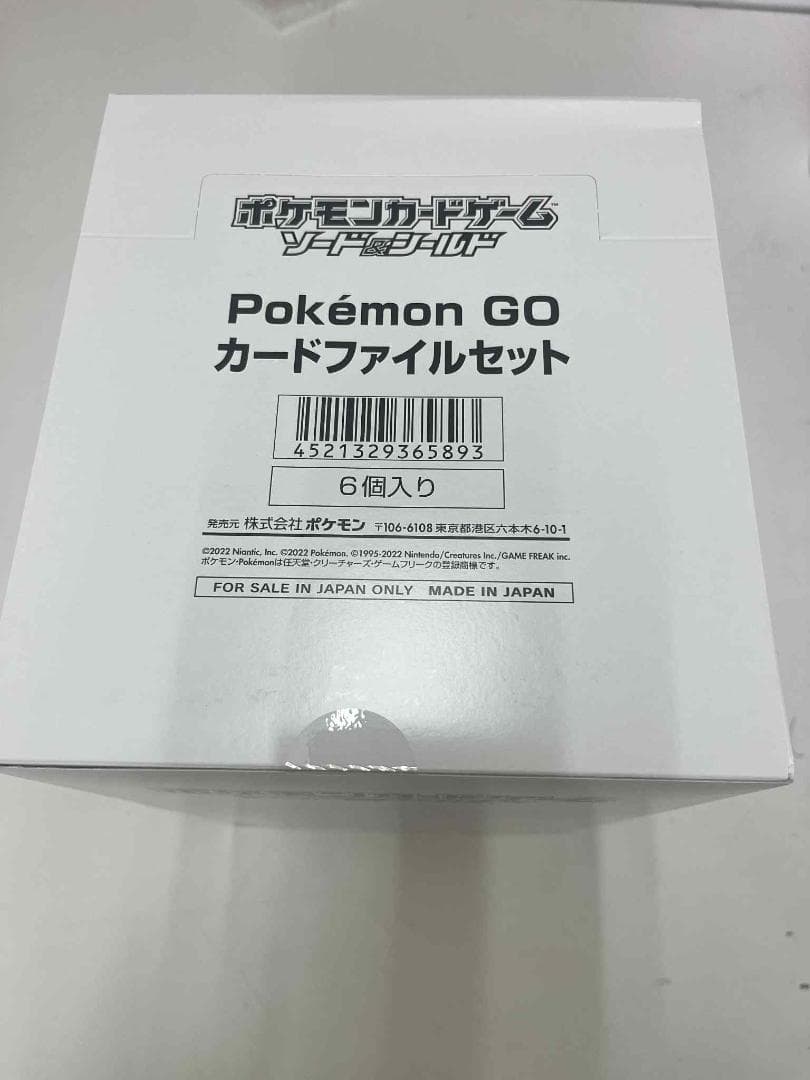 ポケモンカードゲーム™
ソード&シールド
Pokémon GO
カードファイルセット
4521329365893
6個入り
発売元 株式会社 ポケモン 〒106-6108 東京都港区六本木6-10-1
©2022 Niantic, Inc. ©2022 Pokémon. ©1995-2022 Nintendo/Creatures Inc./GAME FREAK inc.
ポケモン・Pokémonは任天堂・クリーチャーズ・ゲームフリークの登録商標です。
FOR SALE IN JAPAN ONLY MADE IN JAPAN